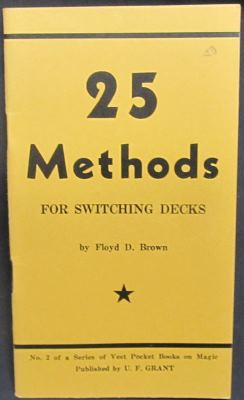 25
Methods
FOR SWITCHING DECKS
by Floyd D. Brown
No. 2 of a Series of Vest Pocket Books on Magic
Published by U. F. GRANT